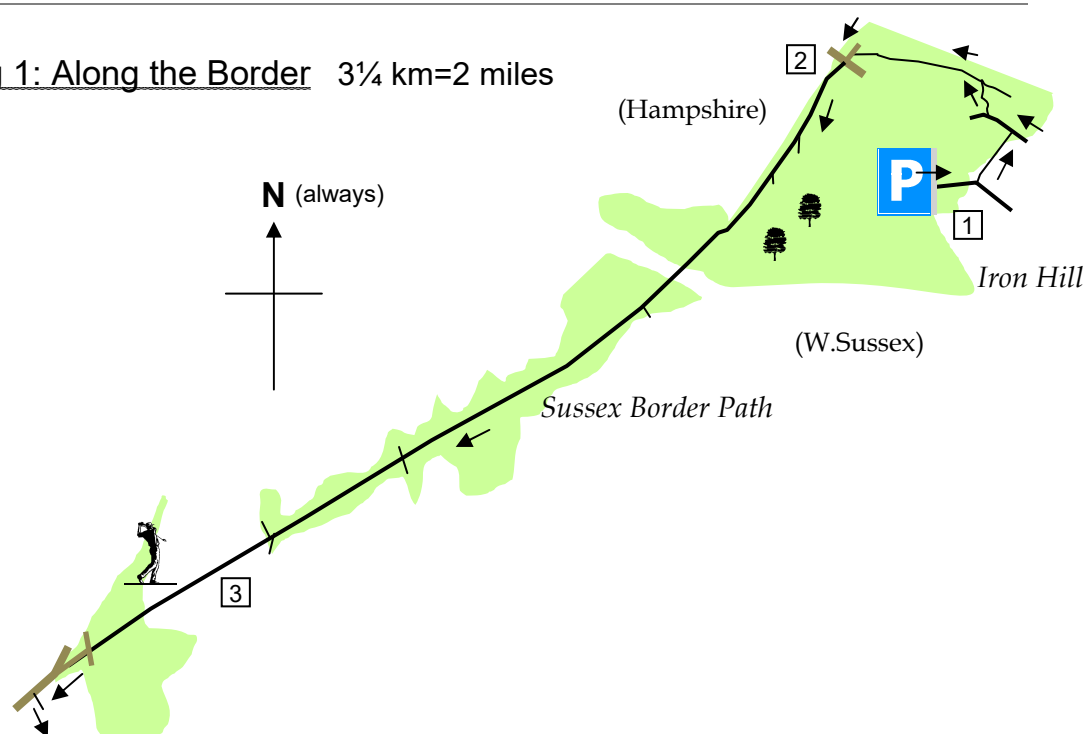 1: Along the Border 3¼ km=2 miles
2
(Hampshire)
N (always)
P
1
Iron Hill
(W.Sussex)
Sussex Border Path
3